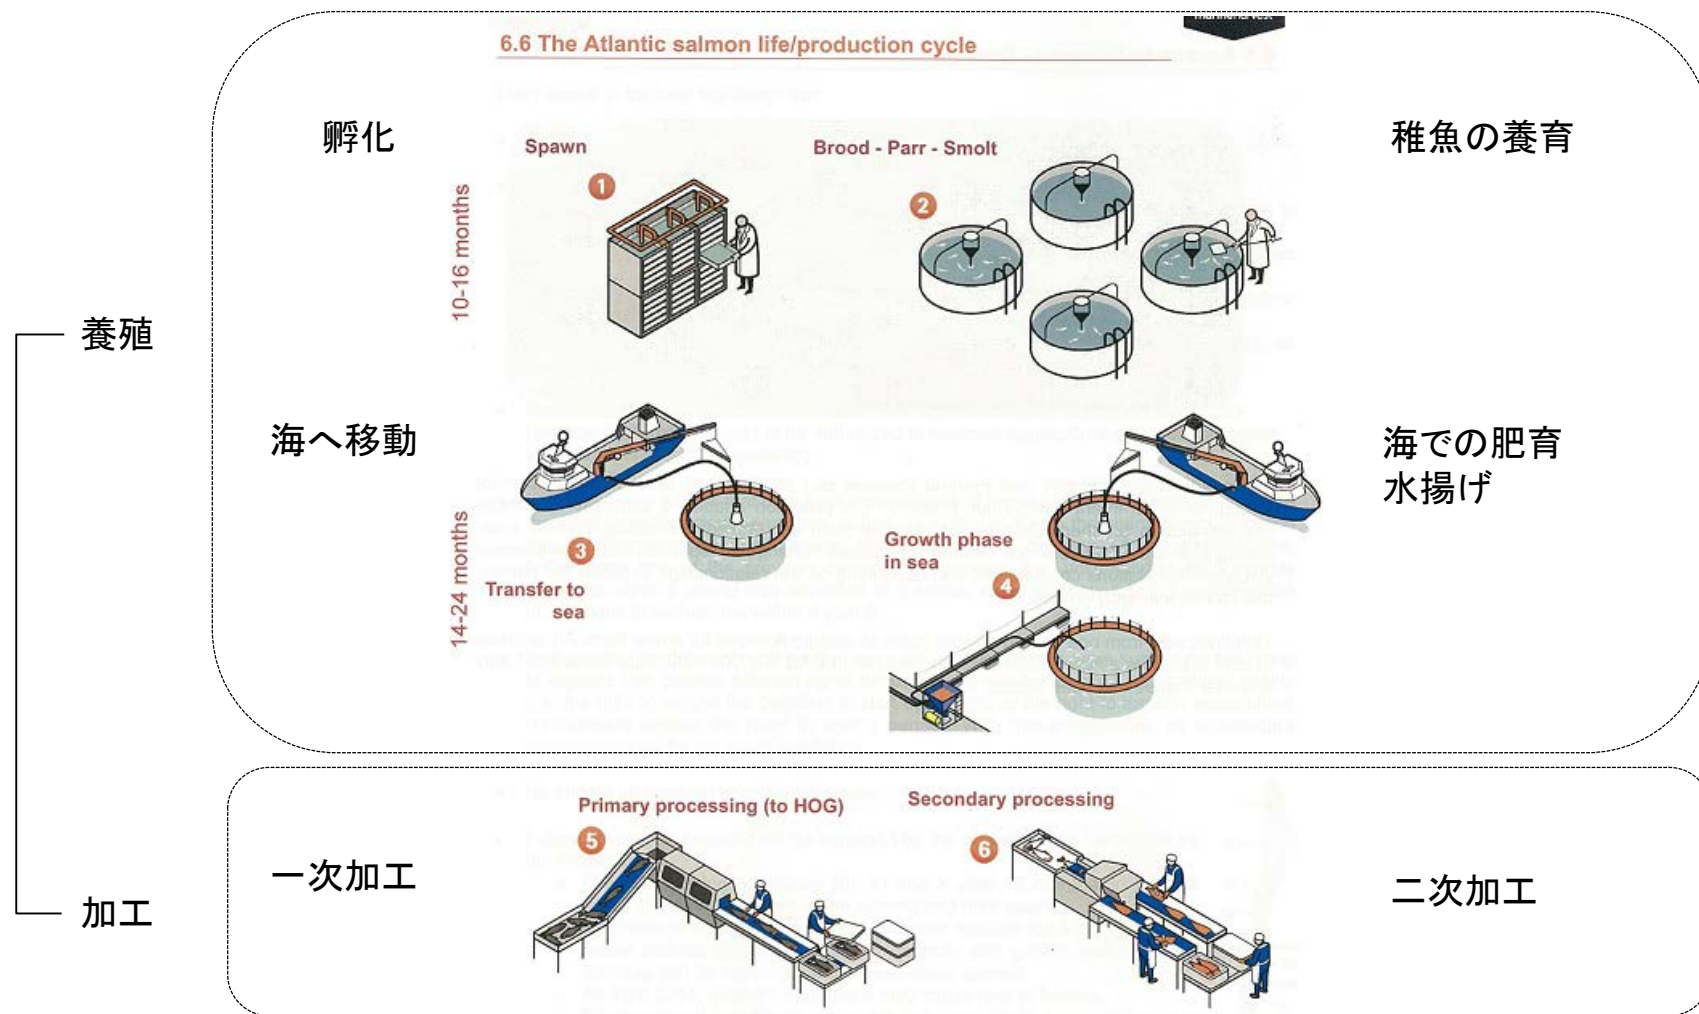 6.6 The Atlantic salmon life/production cycle
孵化
Spawn
Brood - Parr - Smolt
稚魚の養育
1
2
10-16 months
養殖
海へ移動
海での肥育
水揚げ
14-24 months
3
Transfer to
sea
Growth phase
in sea
4
Primary processing (to HOG)
Secondary processing
5
6
一次加工
二次加工
加工